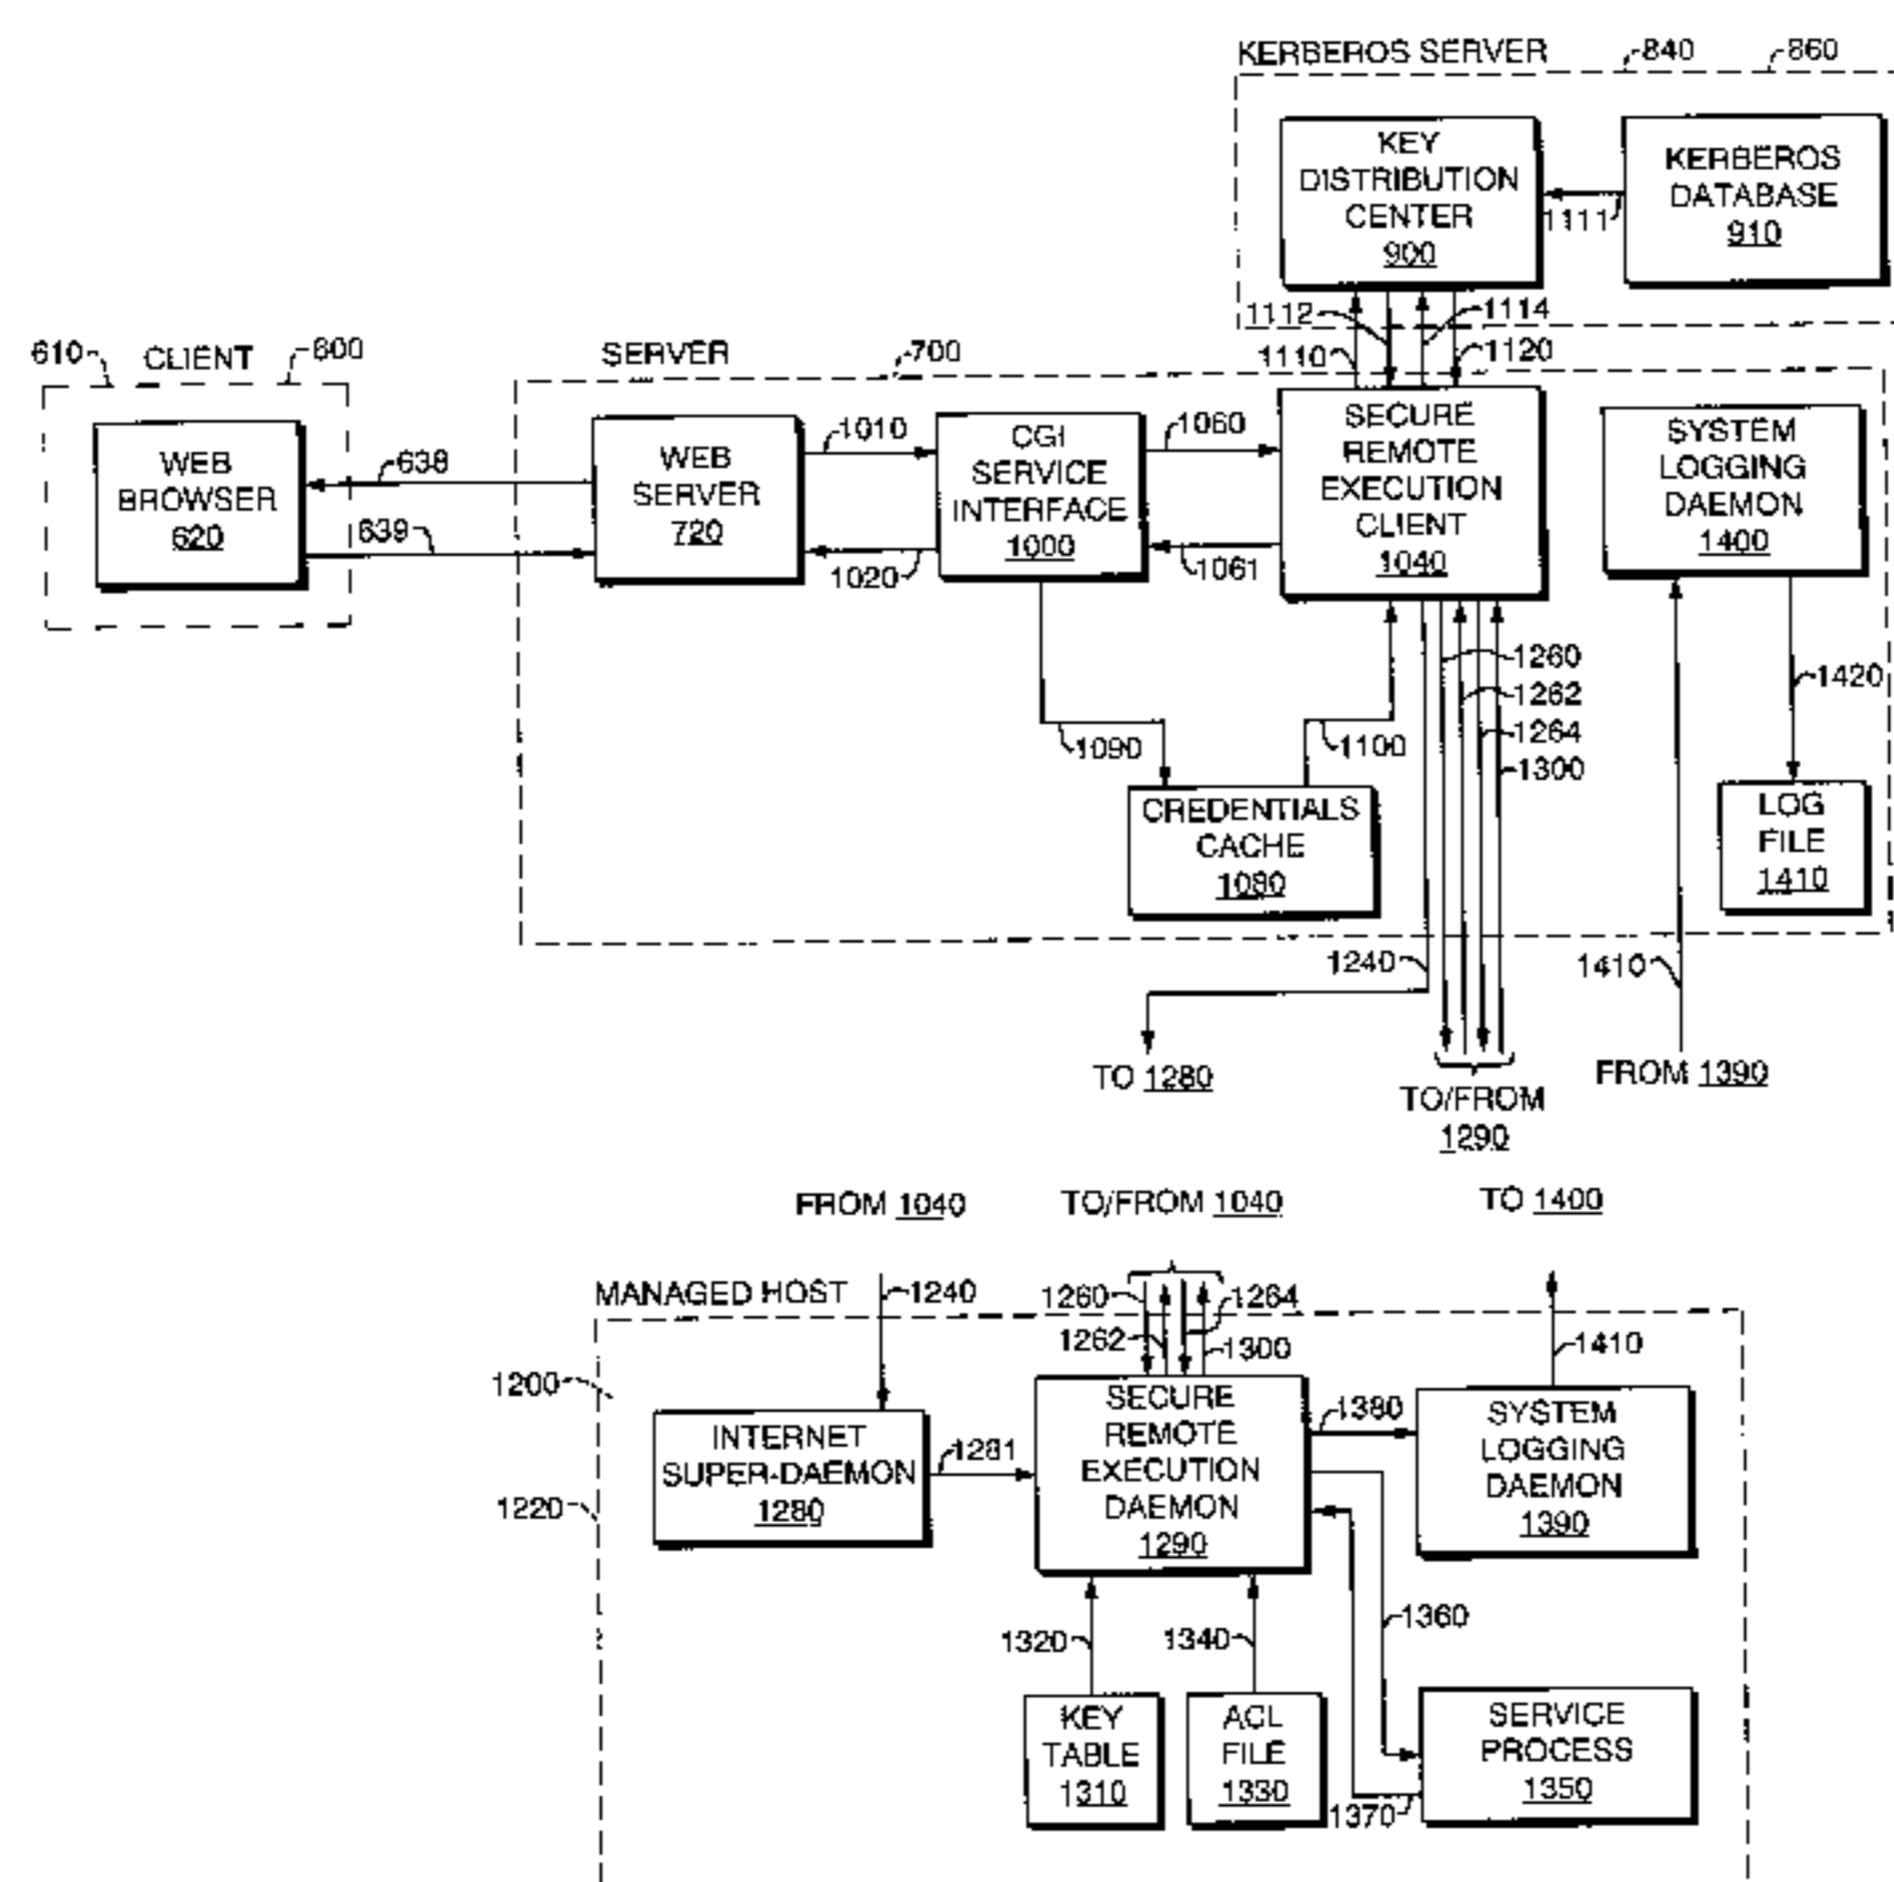 KERBEROS SERVER 840 860
KEY
DISTRIBUTION
CENTER
900
KERBEROS
DATABASE
910
1111
1112
1114
1110
1120
610 CLIENT 600
SERVER 700
WEB
BROWSER
620
638
639
WEB
SERVER
720
1010
1020
CGI
SERVICE
INTERFACE
1000
1060
1061
SECURE
REMOTE
EXECUTION
CLIENT
1040
SYSTEM
LOGGING
DAEMON
1400
1260
1262
1264
1300
1420
1090
1100
CREDENTIALS
CACHE
1080
LOG
FILE
1410
1240
1410
TO 1280
TO/FROM
1290
FROM 1390
FROM 1040
TO/FROM 1040
TO 1400
MANAGED HOST
1240
1260
1264
1262
1300
1410
1200
1220
INTERNET
SUPER-DAEMON
1280
1281
SECURE
REMOTE
EXECUTION
DAEMON
1290
1380
SYSTEM
LOGGING
DAEMON
1390
1320
1340
1360
KEY
TABLE
1310
ACL
FILE
1330
1370
SERVICE
PROCESS
1350